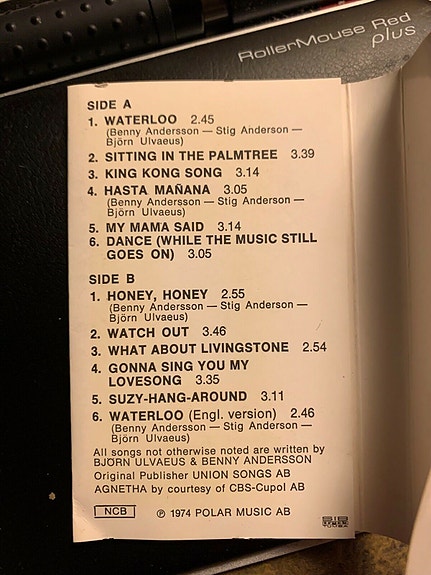 RollerMouse Red
plus
SIDE A
1. WATERLOO 2.45
(Benny Andersson — Stig Anderson —
Björn Ulvaeus)
2. SITTING IN THE PALMTREE 3.39
3. KING KONG SONG 3.14
4. HASTA MAÑANA 3.05
(Benny Andersson — Stig Anderson —
Björn Ulvaeus)
5. MY MAMA SAID 3.14
6. DANCE (WHILE THE MUSIC STILL
GOES ON) 3.05
SIDE B
1. HONEY, HONEY 2.55
(Benny Andersson — Stig Anderson —
Björn Ulvaeus)
2. WATCH OUT 3.46
3. WHAT ABOUT LIVINGSTONE 2.54
4. GONNA SING YOU MY
LOVESONG 3.35
5. SUZY-HANG-AROUND 3.11
6. WATERLOO (Engl. version) 2.46
(Benny Andersson — Stig Anderson —
Björn Ulvaeus)
All songs not otherwise noted are written by
BJÖRN ULVAEUS & BENNY ANDERSSON
Original Publisher UNION SONGS AB
AGNETHA by courtesy of CBS-Cupol AB
NCB ℗ 1974 POLAR MUSIC AB